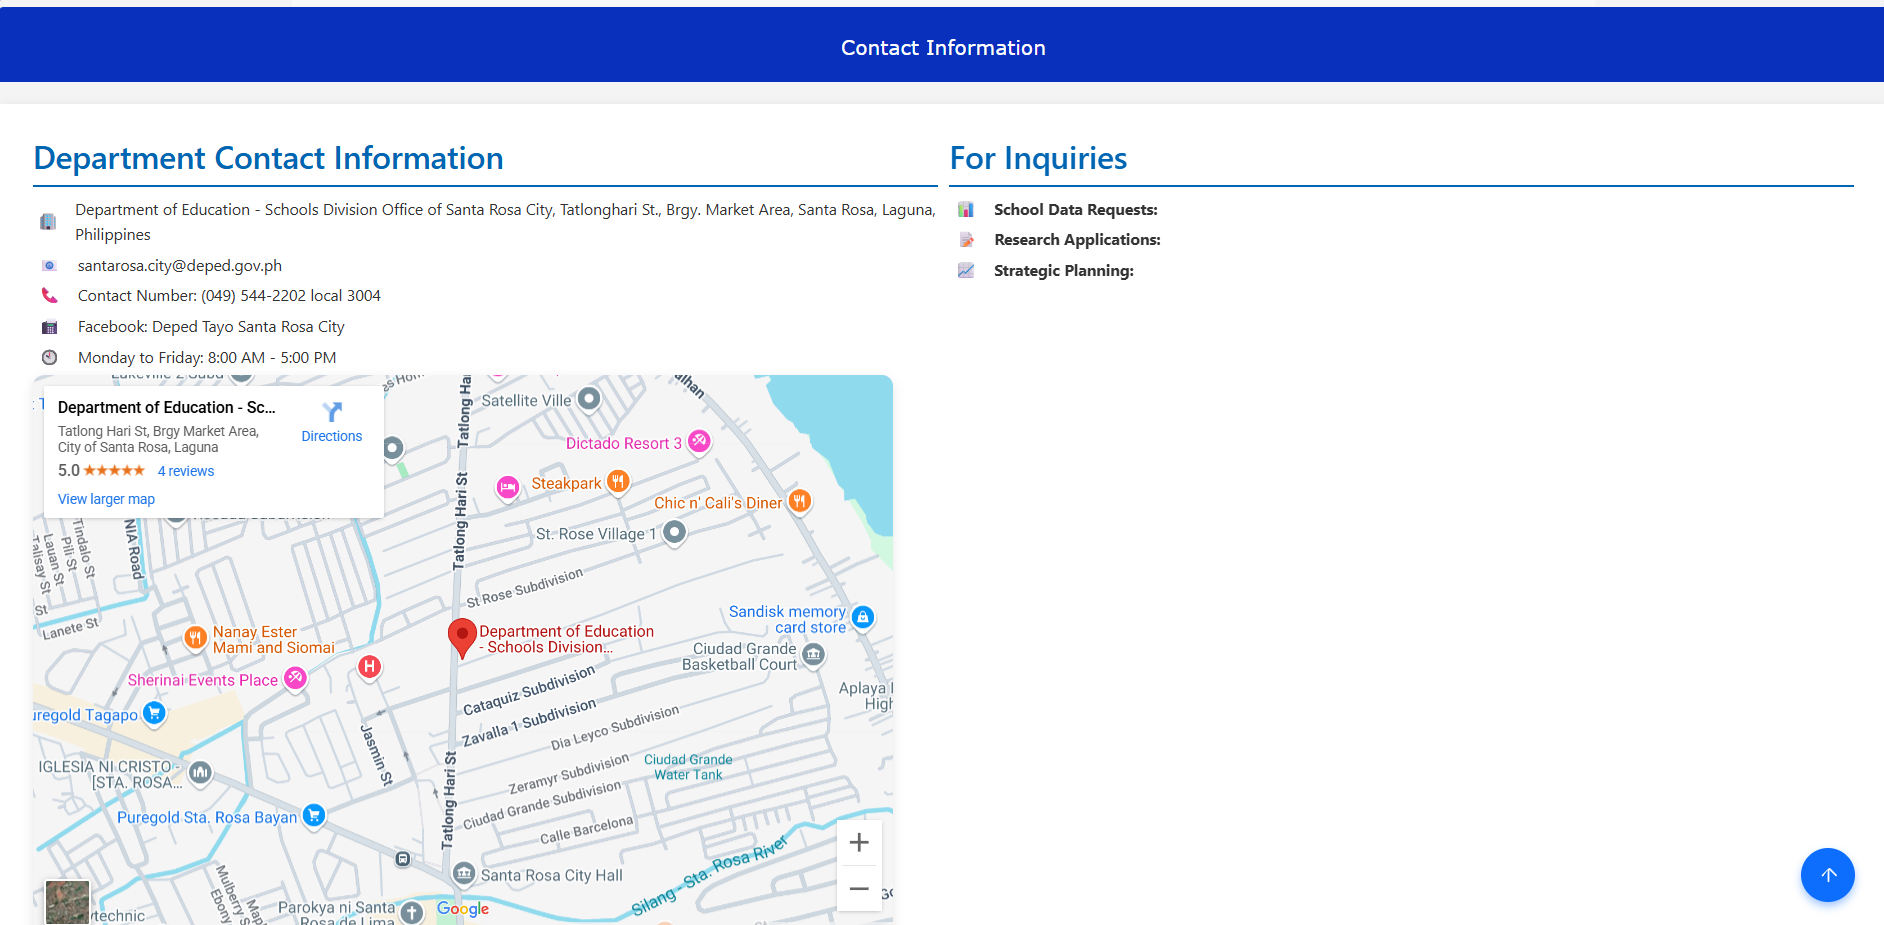 Contact Information
Department Contact Information
Department of Education - Schools Division Office of Santa Rosa City, Tatlonghari St., Brgy. Market Area, Santa Rosa, Laguna,
Philippines
santarosa.city@deped.gov.ph
Contact Number: (049) 544-2202 local 3004
Facebook: Deped Tayo Santa Rosa City
Monday to Friday: 8:00 AM - 5:00 PM
For Inquiries
School Data Requests:
Research Applications:
Strategic Planning:
Department of Education - Sc...
Tatlong Hari St, Brgy Market Area,
City of Santa Rosa, Laguna
Directions
5.0
4 reviews
View larger map
Satellite Ville
Tatlong Hari St
Dictado Resort 3
Steakpark
Chic n' Cali's Diner
Tatlong Hari St
St. Rose Village 1
NIA Road
Tindalo St
Pili St
Lauan St
Talisay St
St
Lanete St
St Rose Subdivision
Sandisk memory
card store
Nanay Ester
Mami and Siomai
H
Department of Education
- Schools Division...
Ciudad Grande
Basketball Court
Sherinai Events Place
Cataquiz Subdivision
Aplaya
High
uregold Tagapo
Zavalla 1 Subdivision
Dia Leyco Subdivision
Jasmin St
IGLESIA NI CRISTO -
[STA. ROSA...
Ciudad Grande
Water Tank
Zeramyr Subdivision
Tatlong Hari St
Ciudad Grande Subdivision
Puregold Sta. Rosa Bayan
Calle Barcelona
Silang - Sta. Rosa River
Santa Rosa City Hall
Mulberry S
Ebony
Map
Parokya ni Santa
Rosa de Lima
Google
ytechnic